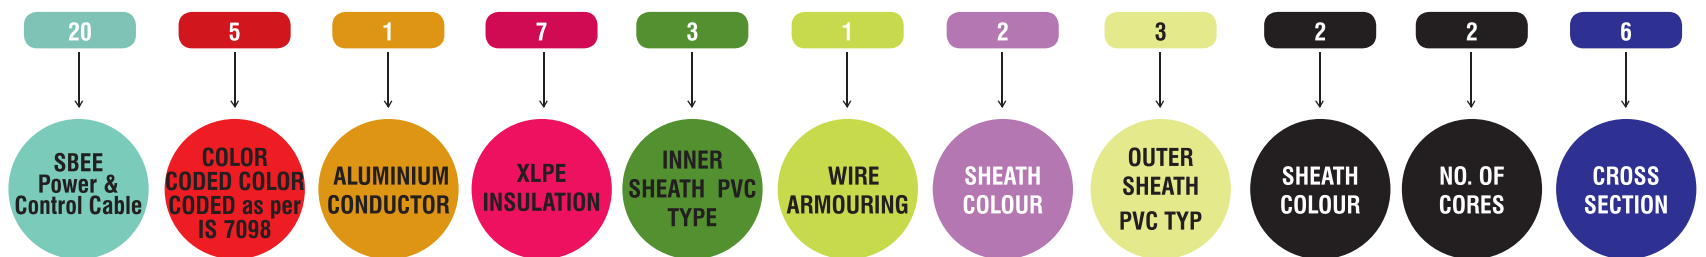 20 5 1 7 3 1 2 3 2 2 6
SBEE
Power &
Control Cable
COLOR
CODED COLOR
CODED as per
IS 7098
ALUMINIUM
CONDUCTOR
XLPE
INSULATION
INNER
SHEATH PVC
TYPE
WIRE
ARMOURING
SHEATH
COLOUR
OUTER
SHEATH
PVC TYP
SHEATH
COLOUR
NO. OF
CORES
CROSS
SECTION